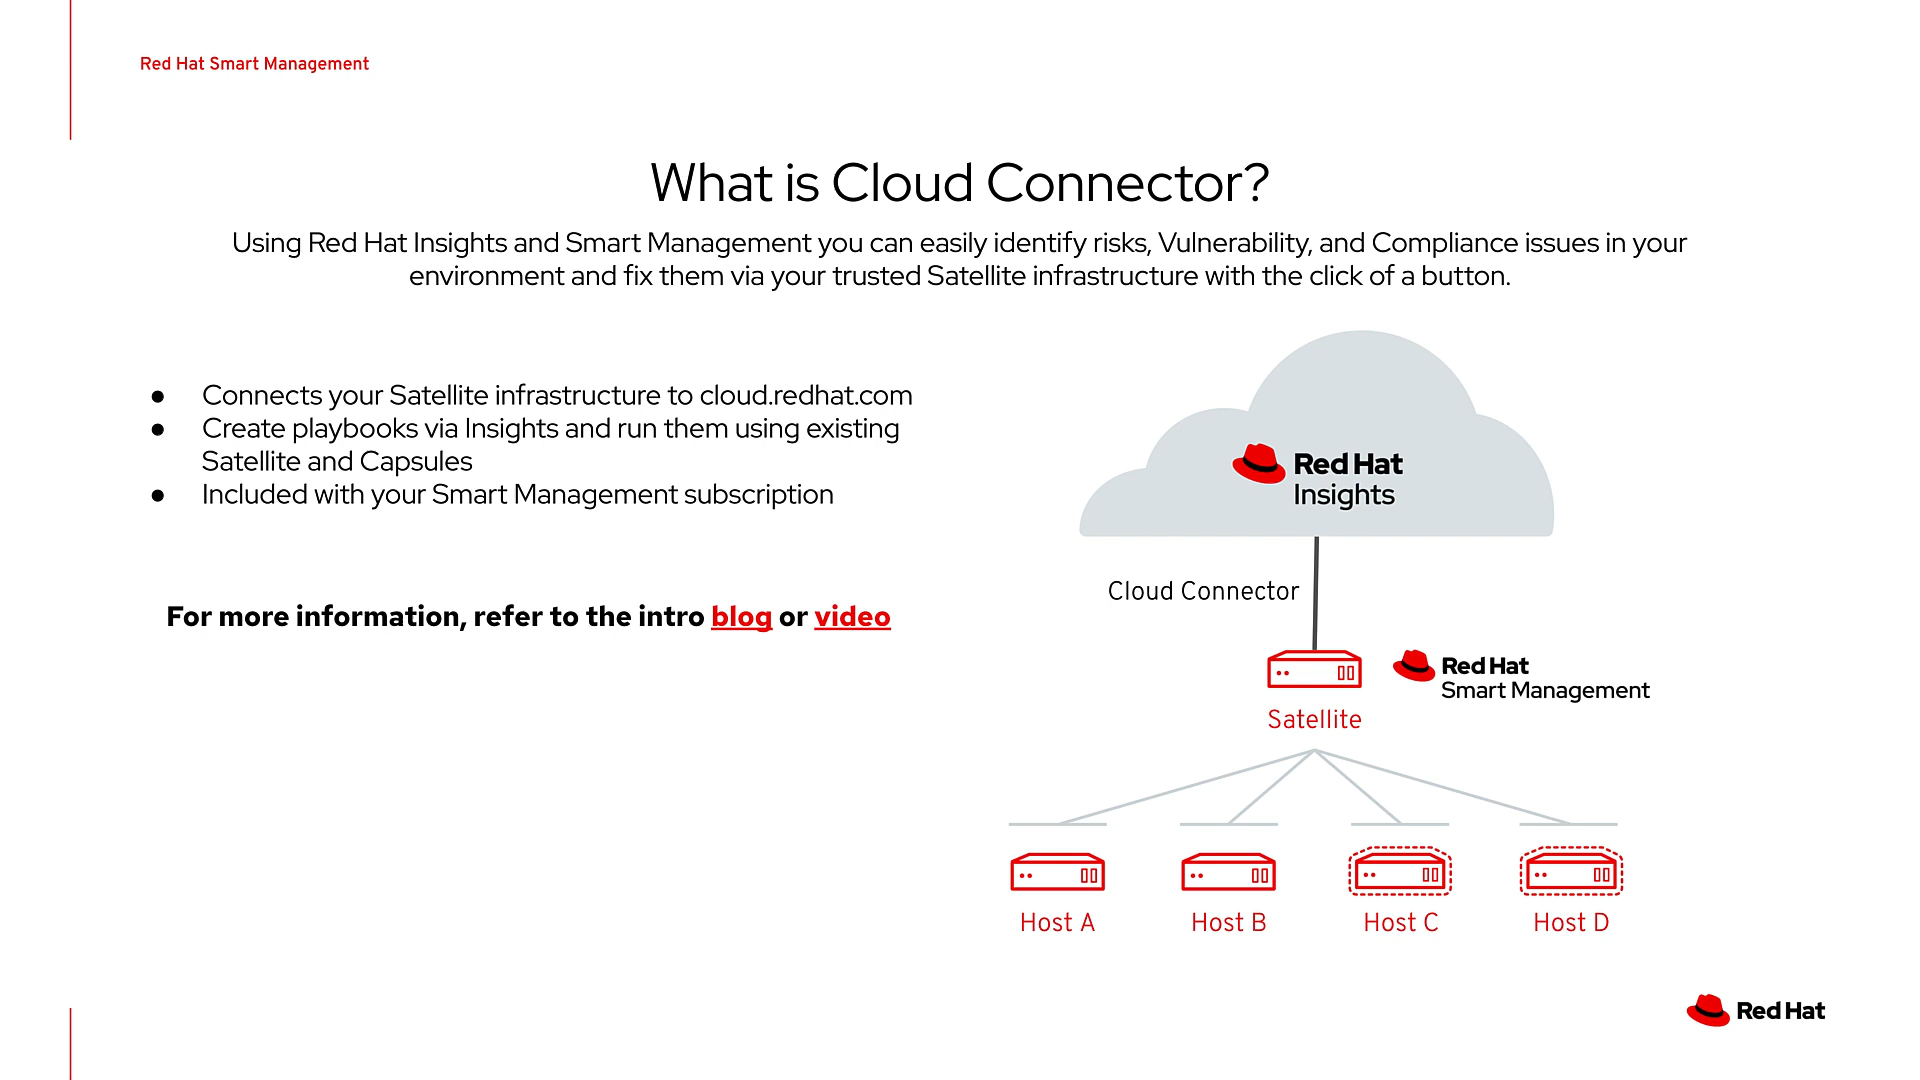 Red Hat Smart Management
What is Cloud Connector?
Using Red Hat Insights and Smart Management you can easily identify risks, Vulnerability, and Compliance issues in your
environment and fix them via your trusted Satellite infrastructure with the click of a button.
● Connects your Satellite infrastructure to cloud.redhat.com
● Create playbooks via Insights and run them using existing
Satellite and Capsules
● Included with your Smart Management subscription
For more information, refer to the intro blog or video
Red Hat
Insights
Cloud Connector
Red Hat
Smart Management
Satellite
Host A
Host B
Host C
Host D
Red Hat